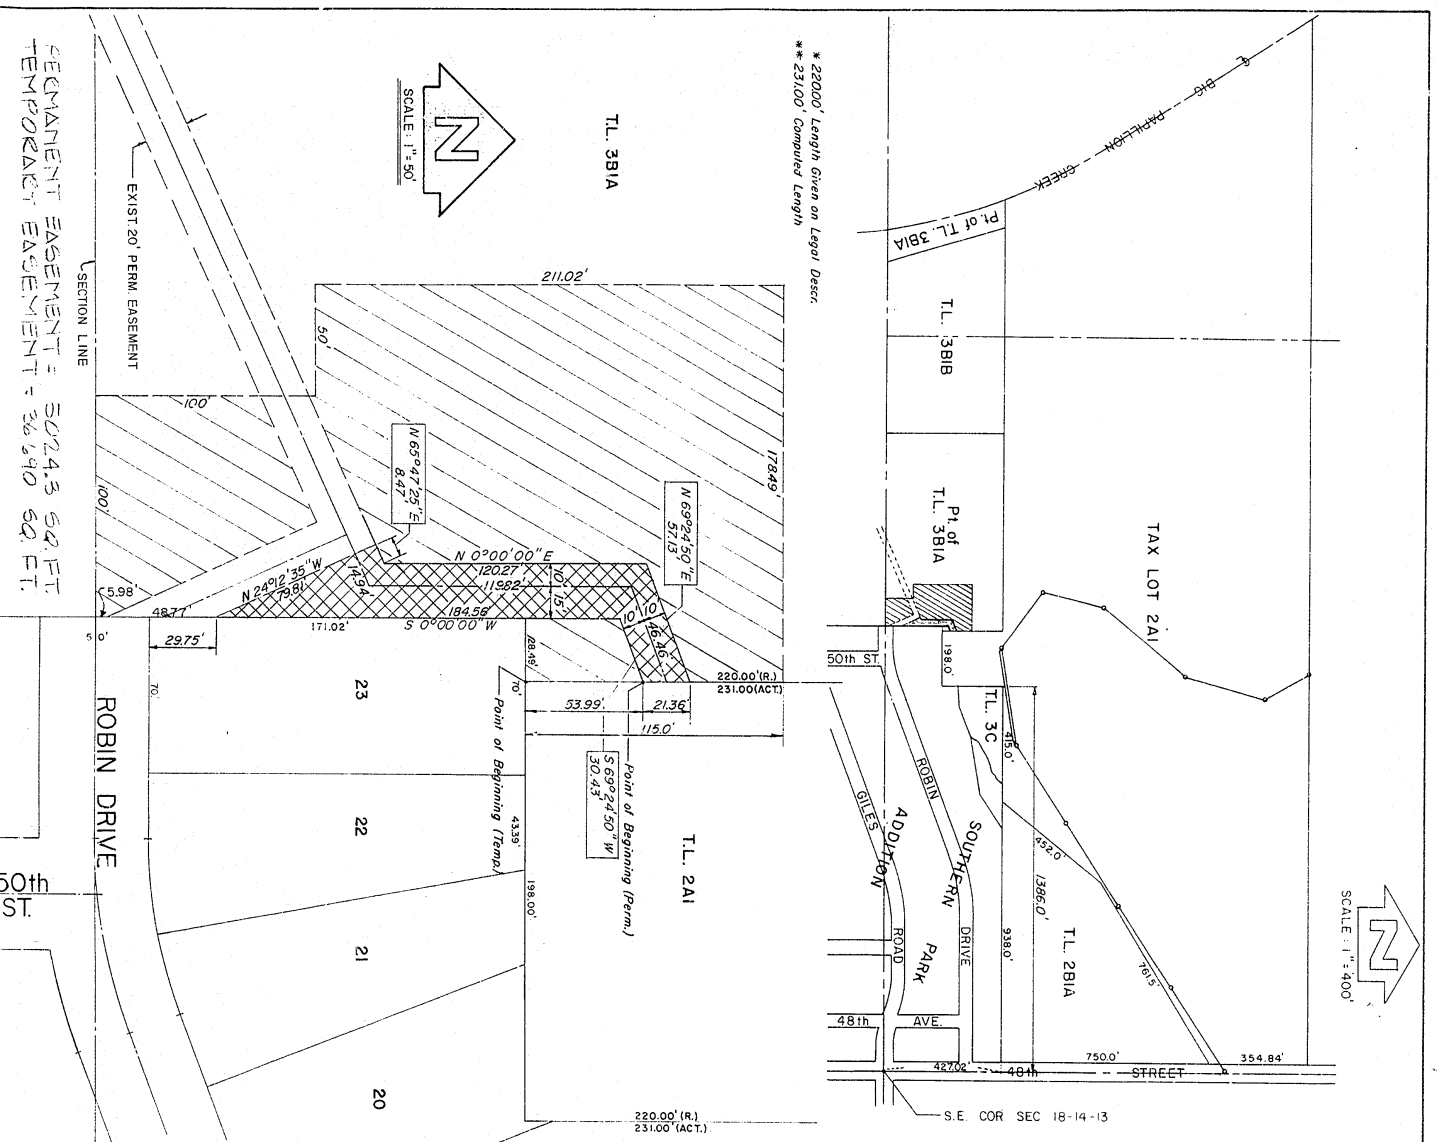 PERMANENT EASEMENT = 5024.3 SQ. FT.
TEMPORARY EASEMENT = 36,690 SQ. FT.
SECTION LINE
EXIST. 20' PERM. EASEMENT
SCALE : 1" = 50'
N
T.L. 3B1A
* 220.00' Length Given on Legal Descr.
** 231.00' Computed Length
211.02'
50'
178.49'
100'
100'
N 65°47'25" E
8.47'
N 69°24'50" E
57.13'
N 0°00'00" E
120.27'
119.82'
10'
15'
14.94'
N 24°12'35" W
79.81'
184.56'
S 0°00'00" W
10'
10'
46.46'
5.98'
48.77'
171.02'
50'
29.75'
28.49'
220.00' (R.)
231.00 (ACT.)
70'
70'
53.99'
21.36'
115.0'
S 69°24'50" W
30.43'
Point of Beginning (Temp.)
Point of Beginning (Perm.)
T.L. 2A1
43.39'
198.00'
23
22
21
20
ROBIN DRIVE
50th
ST.
220.00' (R.)
231.00' (ACT.)
℄ BIG PAPILLION CREEK
Pt. of T.L. 3B1A
T.L. 3B1B
Pt. of
T.L. 3B1A
TAX LOT 2A1
50th ST.
198.0'
T.L. 3C
415.0'
452.0'
1386.0'
938.0'
761.5'
T.L. 2B1A
ROBIN
DRIVE
GILES
ROAD
SOUTHERN
PARK
ADDITION
48th
AVE.
427.02'
48th
STREET
750.0'
354.84'
SCALE : 1" = 400'
N
S.E. COR SEC 18-14-13